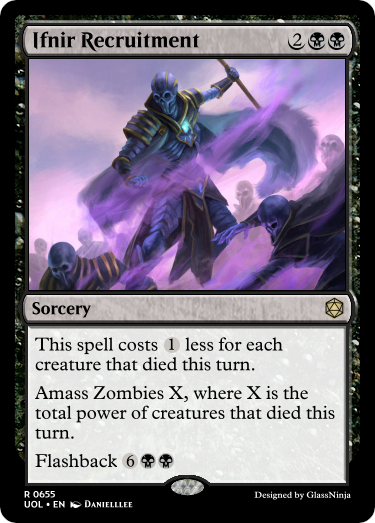 Ifnir Recruitment 2
Sorcery
This spell costs 1 less for each
creature that died this turn.
Amass Zombies X, where X is the
total power of creatures that died this
turn.
Flashback 6
R 0655
UOL • EN DANIELLLEE
Designed by GlassNinja